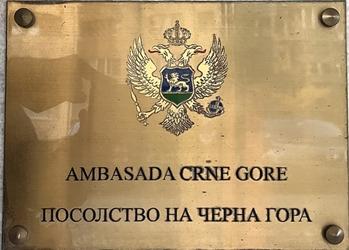 AMBASADA CRNE GORE
ПОСОЛСТВО НА ЧЕРНА ГОРА